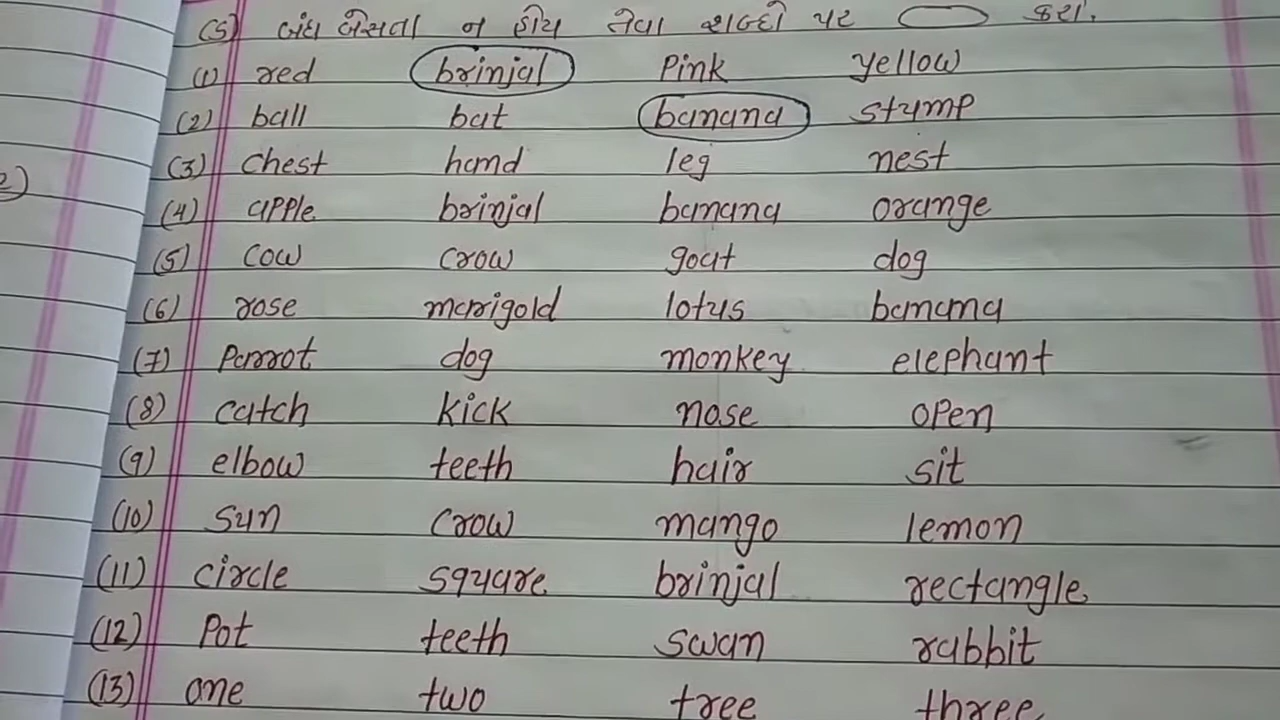 (5) બંધ બેસતા ન હોય તેવા શબ્દો પર કરો.
(1) red brinjal Pink yellow
(2) ball bat banana stump
(3) chest hand leg nest
(4) apple brinjal banana orange
(5) cow crow goat dog
(6) rose marigold lotus banana
(7) Parrot dog monkey elephant
(8) catch kick nose open
(9) elbow teeth hair sit
(10) sun crow mango lemon
(11) circle square brinjal rectangle
(12) Pot teeth swan rabbit
(13) one two tree three